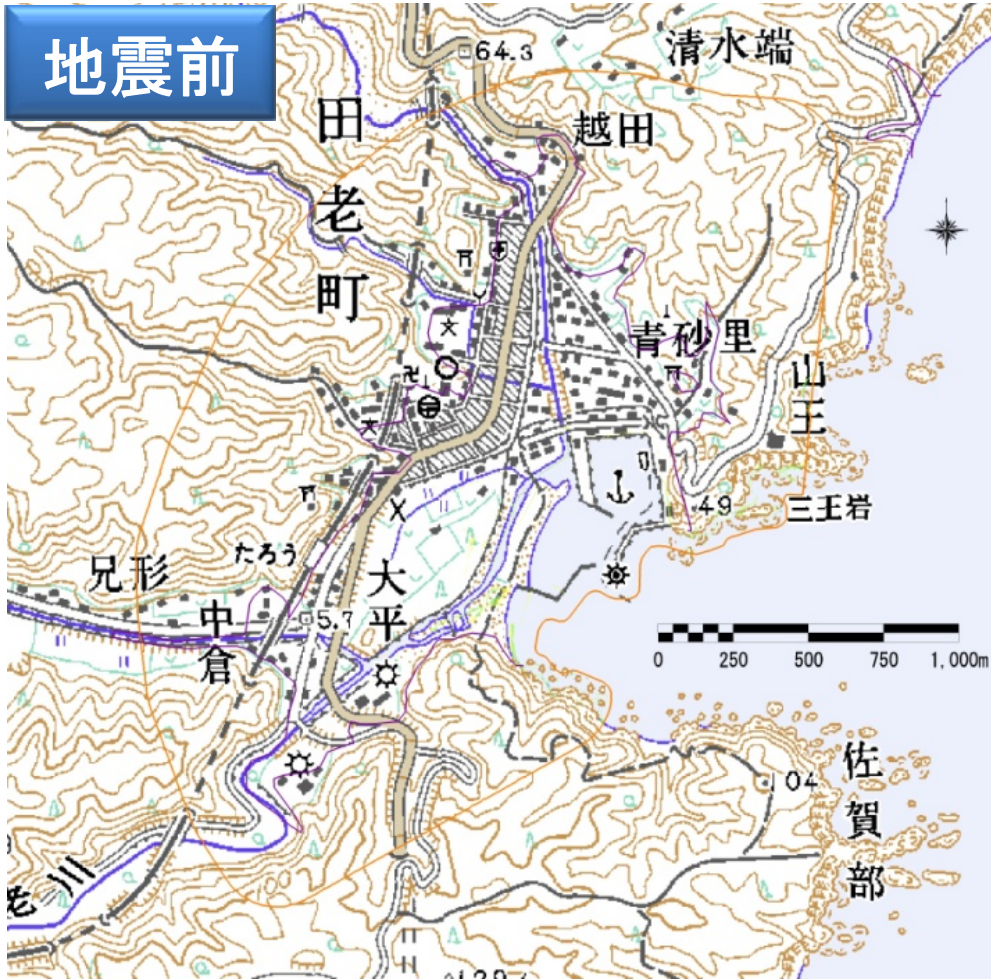 地震前
64.3
清水端
越田
田老町
青砂里
山王
49
三王岩
たろう
兄形
大平
中倉
5.7
0 250 500 750 1,000m
佐賀部
104
老川